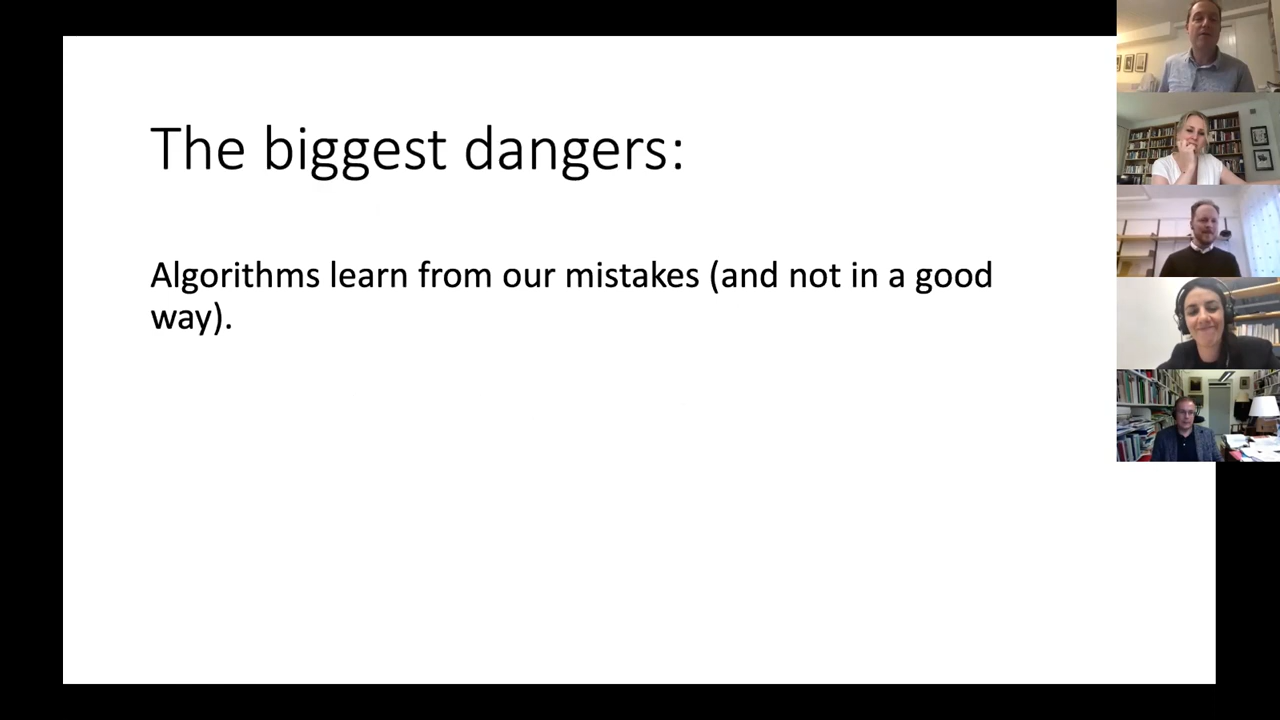 The biggest dangers:
Algorithms learn from our mistakes (and not in a good
way).